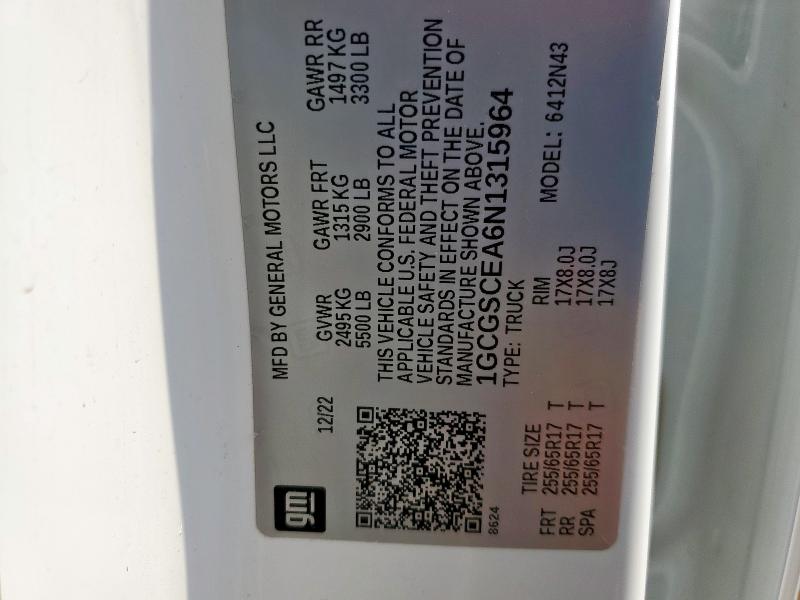 gm
MFD BY GENERAL MOTORS LLC
12/22
GVWR GAWR FRT GAWR RR
2495 KG 1315 KG 1497 KG
5500 LB 2900 LB 3300 LB
THIS VEHICLE CONFORMS TO ALL
APPLICABLE U.S. FEDERAL MOTOR
VEHICLE SAFETY AND THEFT PREVENTION
STANDARDS IN EFFECT ON THE DATE OF
MANUFACTURE SHOWN ABOVE.
1GCGSCEA6N1315964
8624
TYPE: TRUCK
MODEL: 6412N43
TIRE SIZE RIM
FRT 255/65R17 T 17X8.0J
RR 255/65R17 T 17X8.0J
SPA 255/65R17 T 17X8J